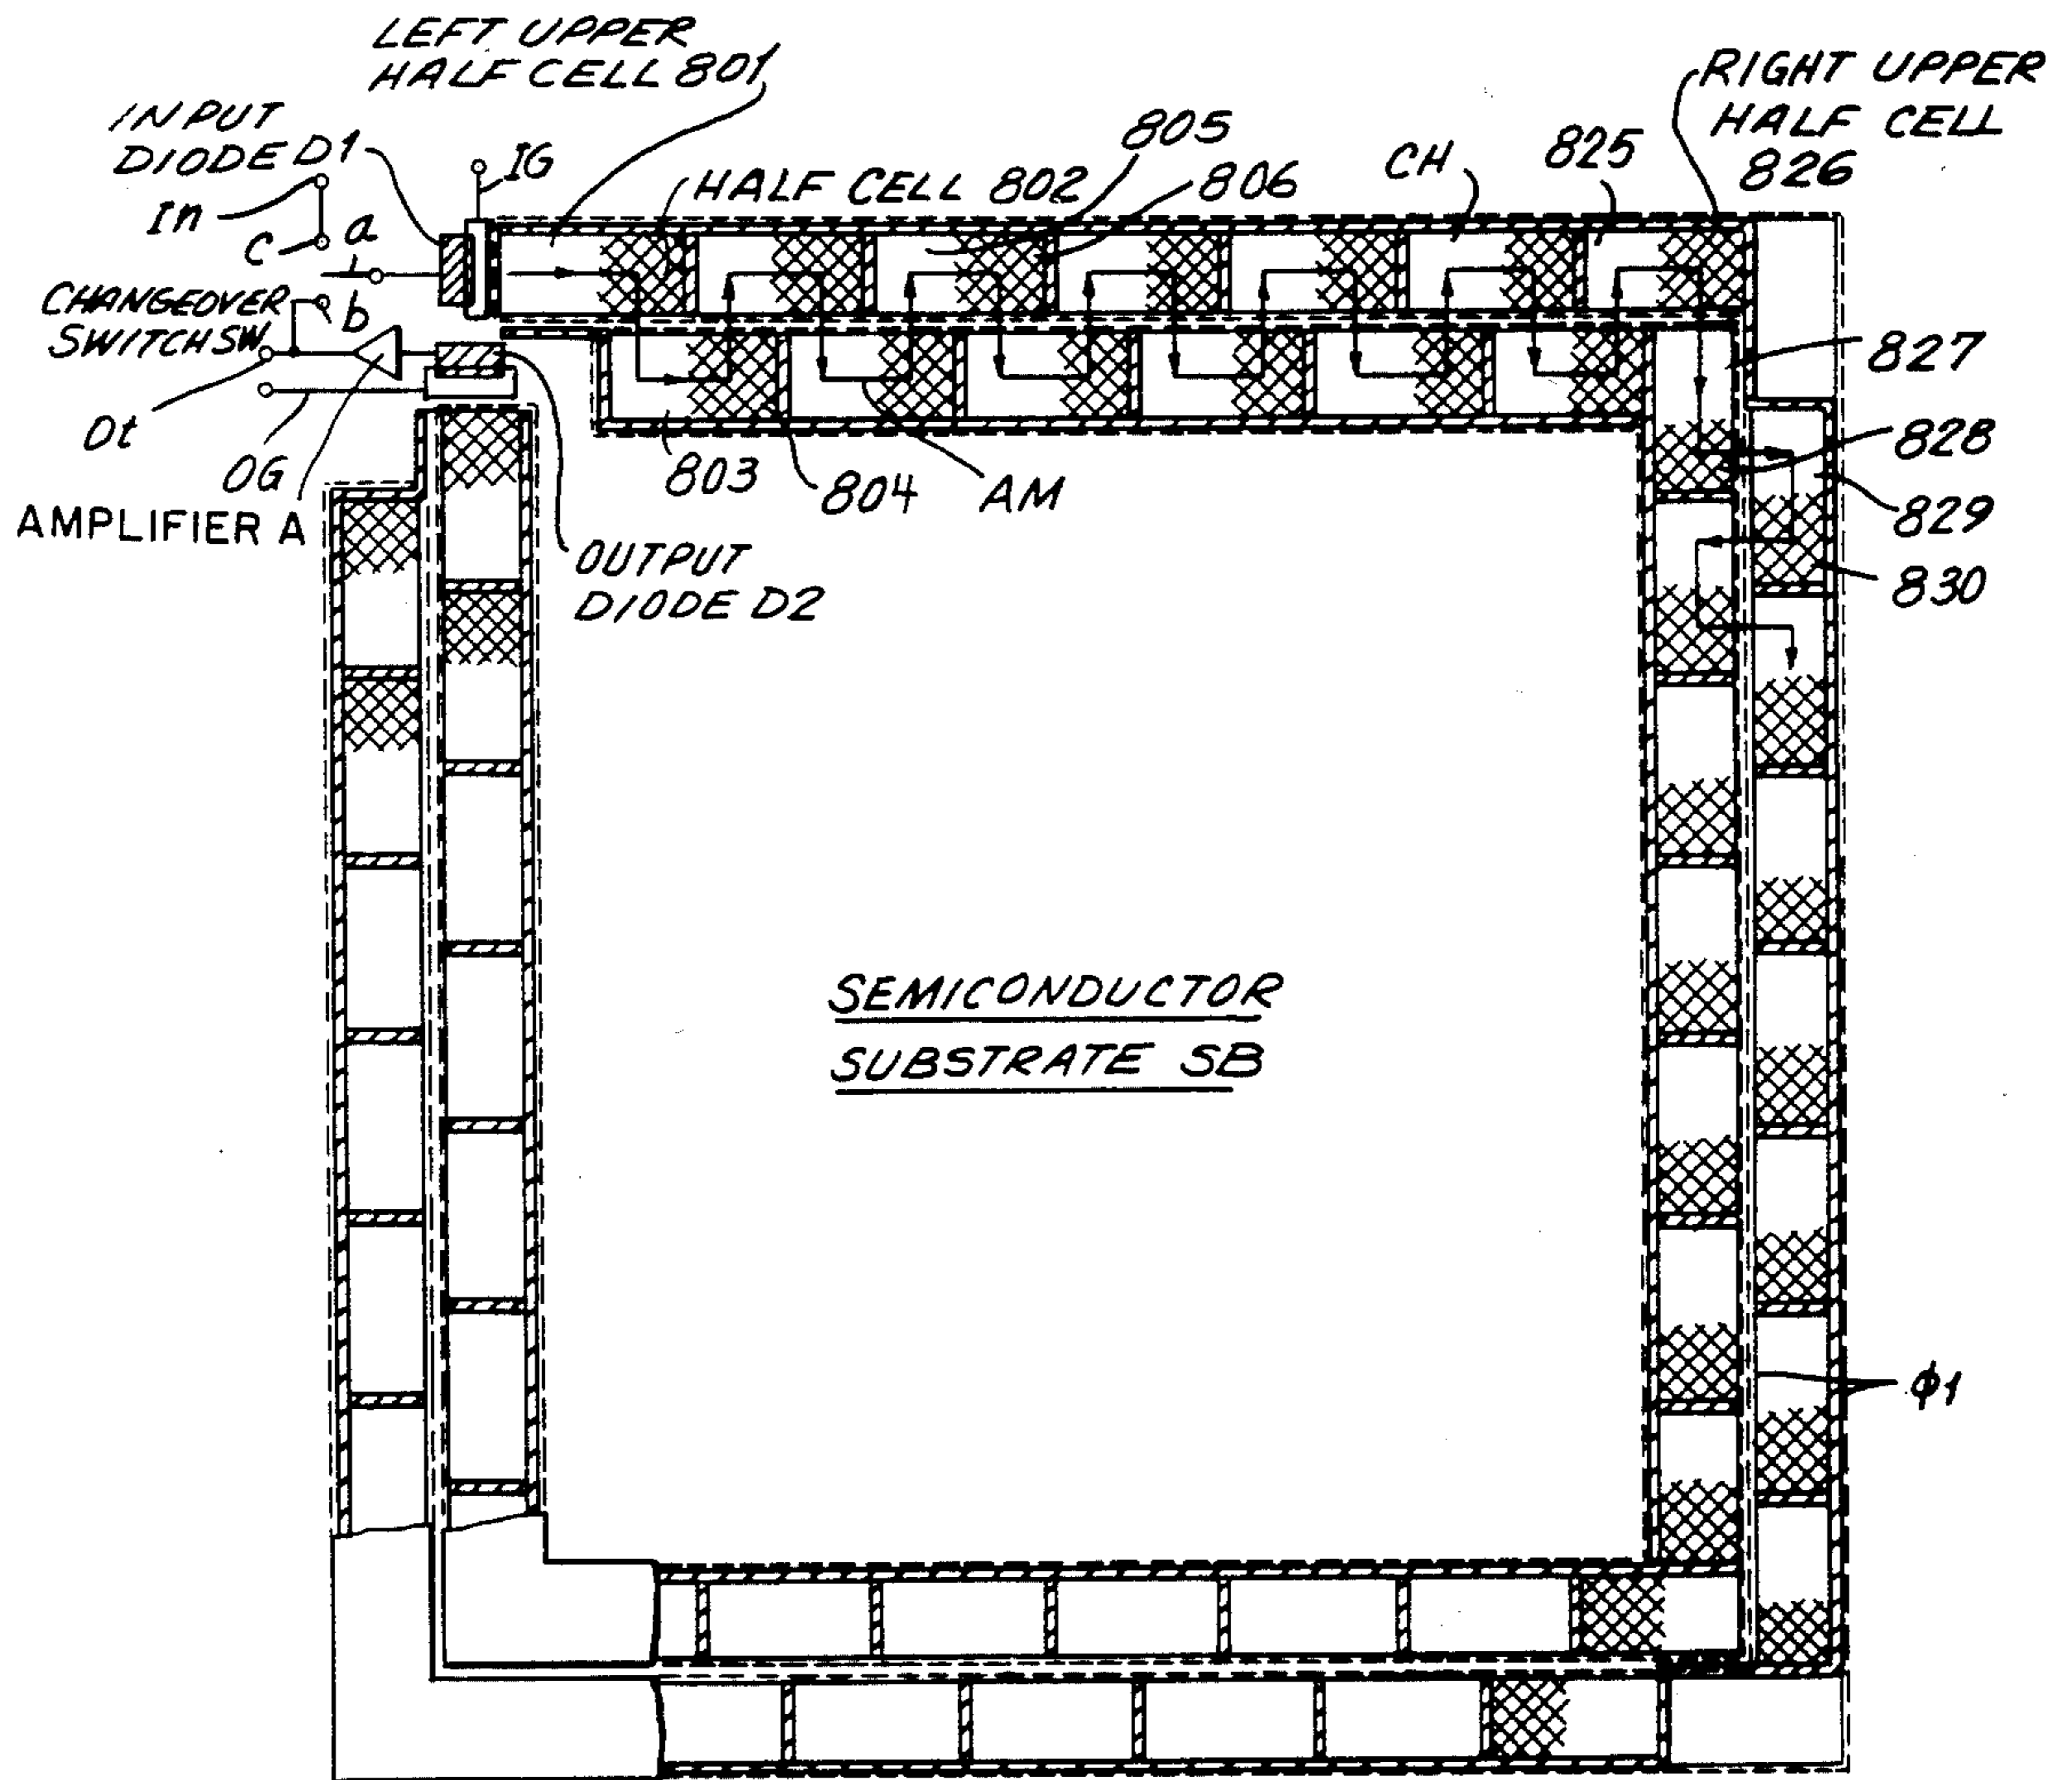 LEFT UPPER
HALF CELL 801
INPUT
DIODE D1
IG
In
c
a
b
CHANGEOVER
SWITCH SW
Ot
OG
AMPLIFIER A
HALF CELL 802
805
806
CH
825
RIGHT UPPER
HALF CELL
826
827
828
829
830
803
804
AM
OUTPUT
DIODE D2
SEMICONDUCTOR
SUBSTRATE SB
ϕ1